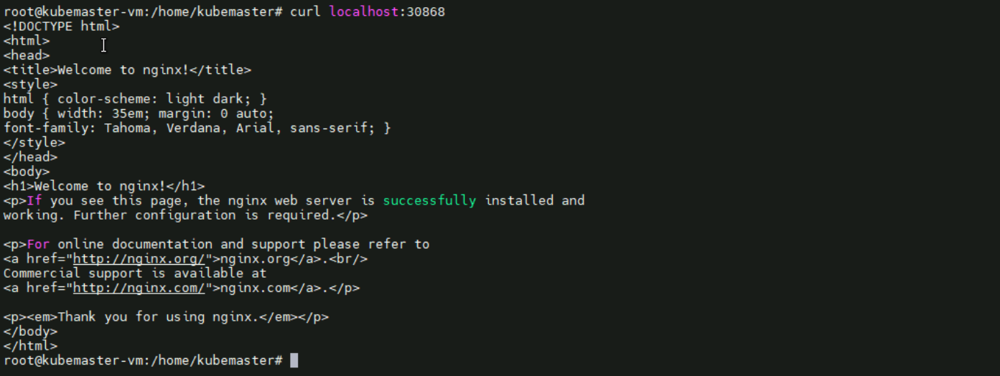 root@kubemaster-vm:/home/kubemaster# curl localhost:30868
<!DOCTYPE html>
<html>
<head>
<title>Welcome to nginx!</title>
<style>
html { color-scheme: light dark; }
body { width: 35em; margin: 0 auto;
font-family: Tahoma, Verdana, Arial, sans-serif; }
</style>
</head>
<body>
<h1>Welcome to nginx!</h1>
<p>If you see this page, the nginx web server is successfully installed and
working. Further configuration is required.</p>

<p>For online documentation and support please refer to
<a href="http://nginx.org/">nginx.org</a>.<br/>
Commercial support is available at
<a href="http://nginx.com/">nginx.com</a>.</p>

<p><em>Thank you for using nginx.</em></p>
</body>
</html>
root@kubemaster-vm:/home/kubemaster#